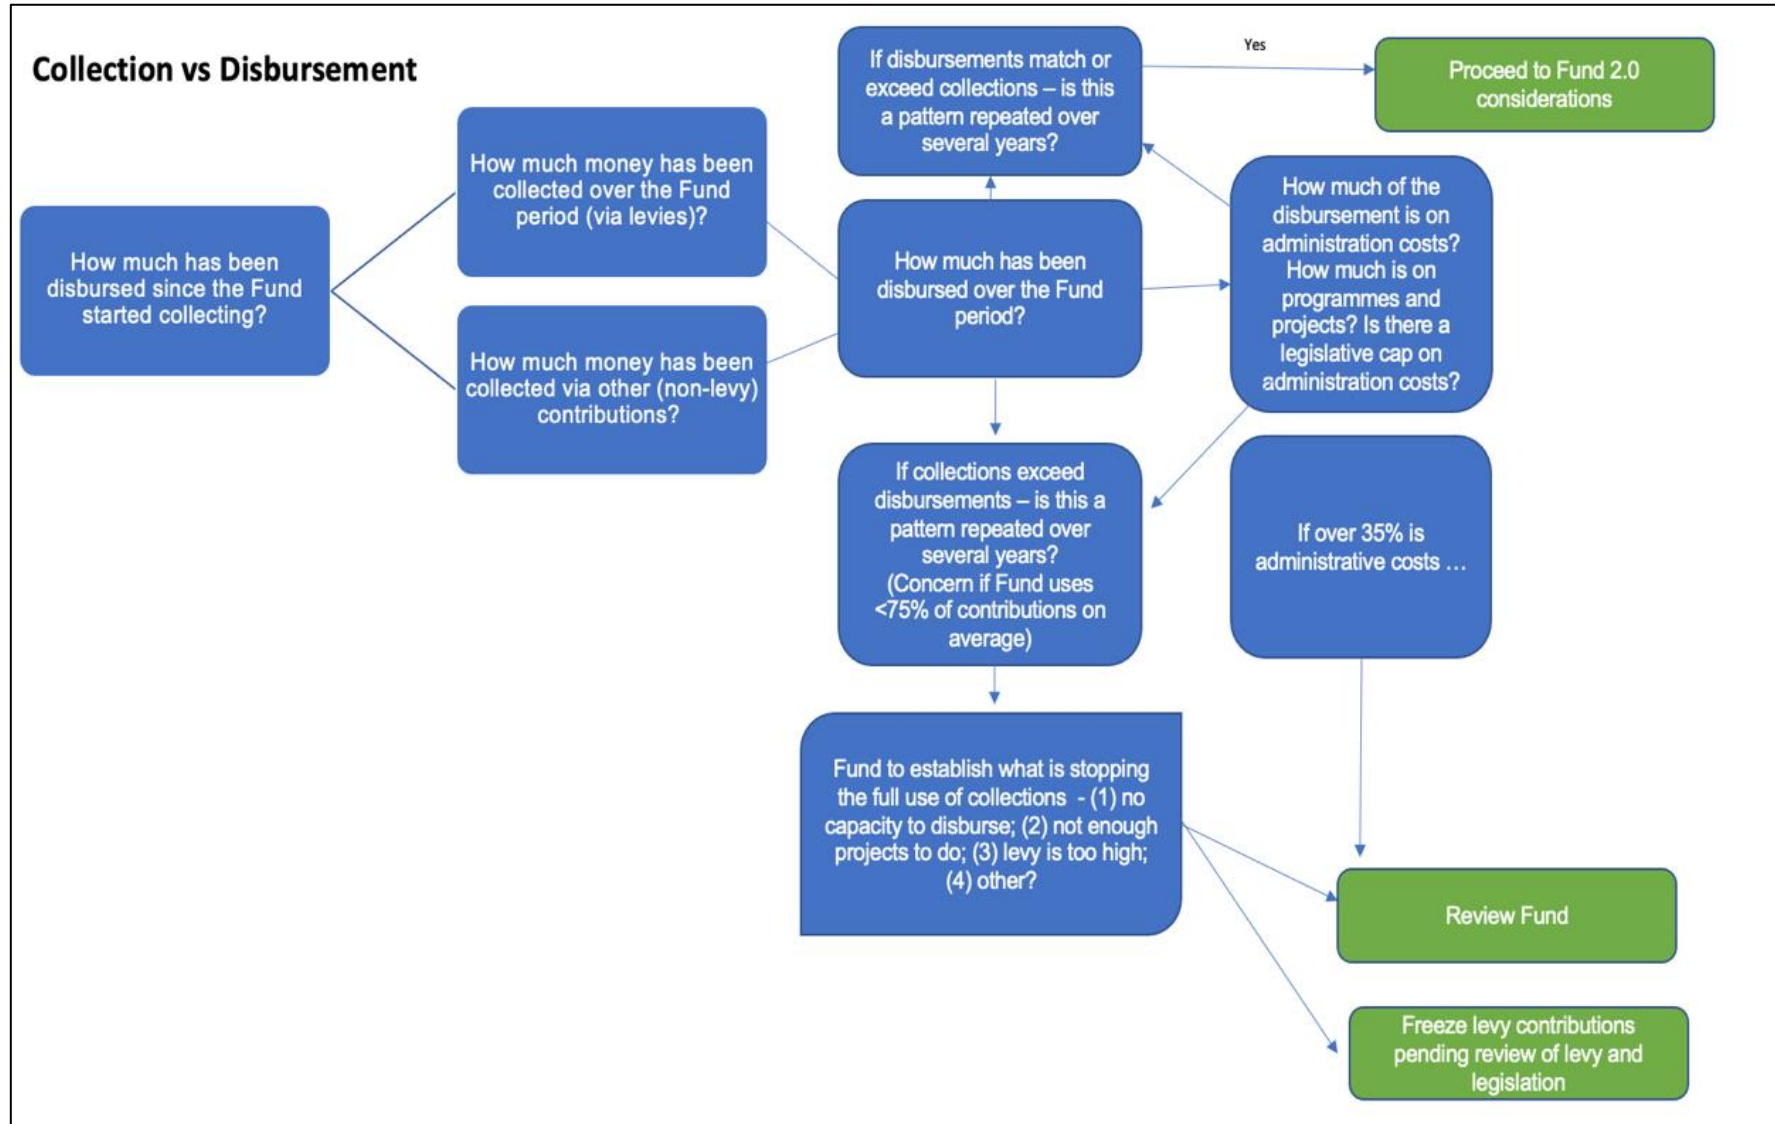 Collection vs Disbursement
How much has been
disbursed since the Fund
started collecting?
How much money has been
collected over the Fund
period (via levies)?
How much money has been
collected via other (non-levy)
contributions?
If disbursements match or
exceed collections – is this
a pattern repeated over
several years?
Yes
Proceed to Fund 2.0
considerations
How much has been
disbursed over the Fund
period?
How much of the
disbursement is on
administration costs?
How much is on
programmes and
projects? Is there a
legislative cap on
administration costs?
If collections exceed
disbursements – is this a
pattern repeated over
several years?
(Concern if Fund uses
<75% of contributions on
average)
If over 35% is
administrative costs …
Fund to establish what is stopping
the full use of collections  - (1) no
capacity to disburse; (2) not enough
projects to do; (3) levy is too high;
(4) other?
Review Fund
Freeze levy contributions
pending review of levy and
legislation